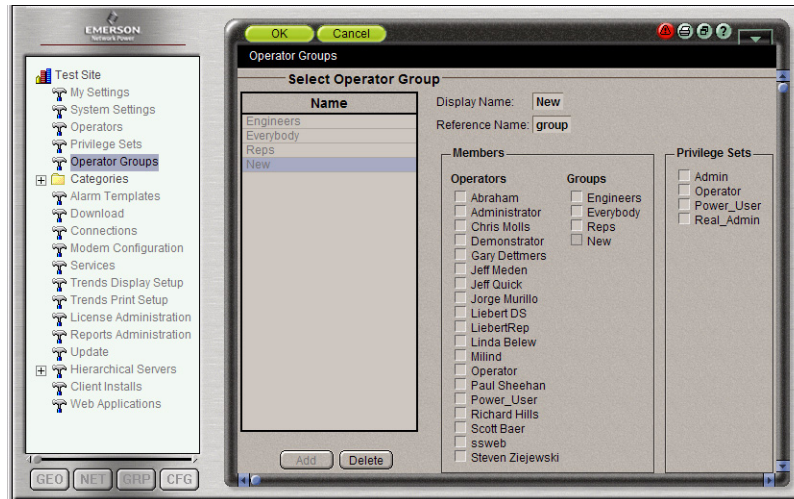 EMERSON
Network Power
Test Site
My Settings
System Settings
Operators
Privilege Sets
Operator Groups
Categories
Alarm Templates
Download
Connections
Modem Configuration
Services
Trends Display Setup
Trends Print Setup
License Administration
Reports Administration
Update
Hierarchical Servers
Client Installs
Web Applications
GEO NET GRP CFG
OK Cancel
Operator Groups
Select Operator Group
Name
Engineers
Everybody
Reps
New
Add Delete
Display Name: New
Reference Name: group
Members
Operators
Abraham
Administrator
Chris Molls
Demonstrator
Gary Dettmers
Jeff Meden
Jeff Quick
Jorge Murillo
Liebert DS
LiebertRep
Linda Belew
Milind
Operator
Paul Sheehan
Power_User
Richard Hills
Scott Baer
ssweb
Steven Ziejewski
Groups
Engineers
Everybody
Reps
New
Privilege Sets
Admin
Operator
Power_User
Real_Admin